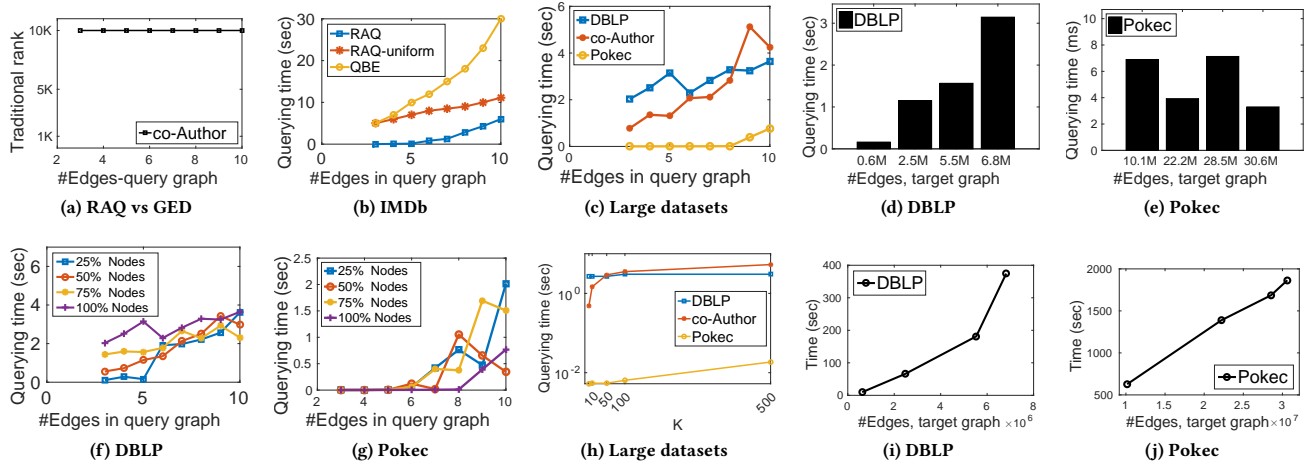 Traditional rank
10K
5K
1K
co-Author
2 4 6 8 10
#Edges-query graph
(a) RAQ vs GED
Querying time (sec)
30
20
10
0
RAQ
RAQ-uniform
QBE
0 5 10
#Edges in query graph
(b) IMDb
Querying time (sec)
6
4
2
0
DBLP
co-Author
Pokec
0 5 10
#Edges in query graph
(c) Large datasets
Querying time (sec)
3
2
1
0
DBLP
0.6M 2.5M 5.5M 6.8M
#Edges, target graph
(d) DBLP
Querying time (ms)
10
8
6
4
2
0
Pokec
10.1M 22.2M 28.5M 30.6M
#Edges, target graph
(e) Pokec
Querying time (sec)
6
4
2
0
25% Nodes
50% Nodes
75% Nodes
100% Nodes
0 5 10
#Edges in query graph
(f) DBLP
Querying time (sec)
2.5
2
1.5
1
0.5
0
25% Nodes
50% Nodes
75% Nodes
100% Nodes
2 4 6 8 10
#Edges in query graph
(g) Pokec
Querying time (sec)
10⁰
10⁻²
DBLP
co-Author
Pokec
10 50 100 500
K
(h) Large datasets
Time (sec)
400
300
200
100
0
DBLP
0 2 4 6 8
#Edges, target graph ×10⁶
(i) DBLP
Time (sec)
2000
1500
1000
500
Pokec
1 1.5 2 2.5 3
#Edges, target graph ×10⁷
(j) Pokec